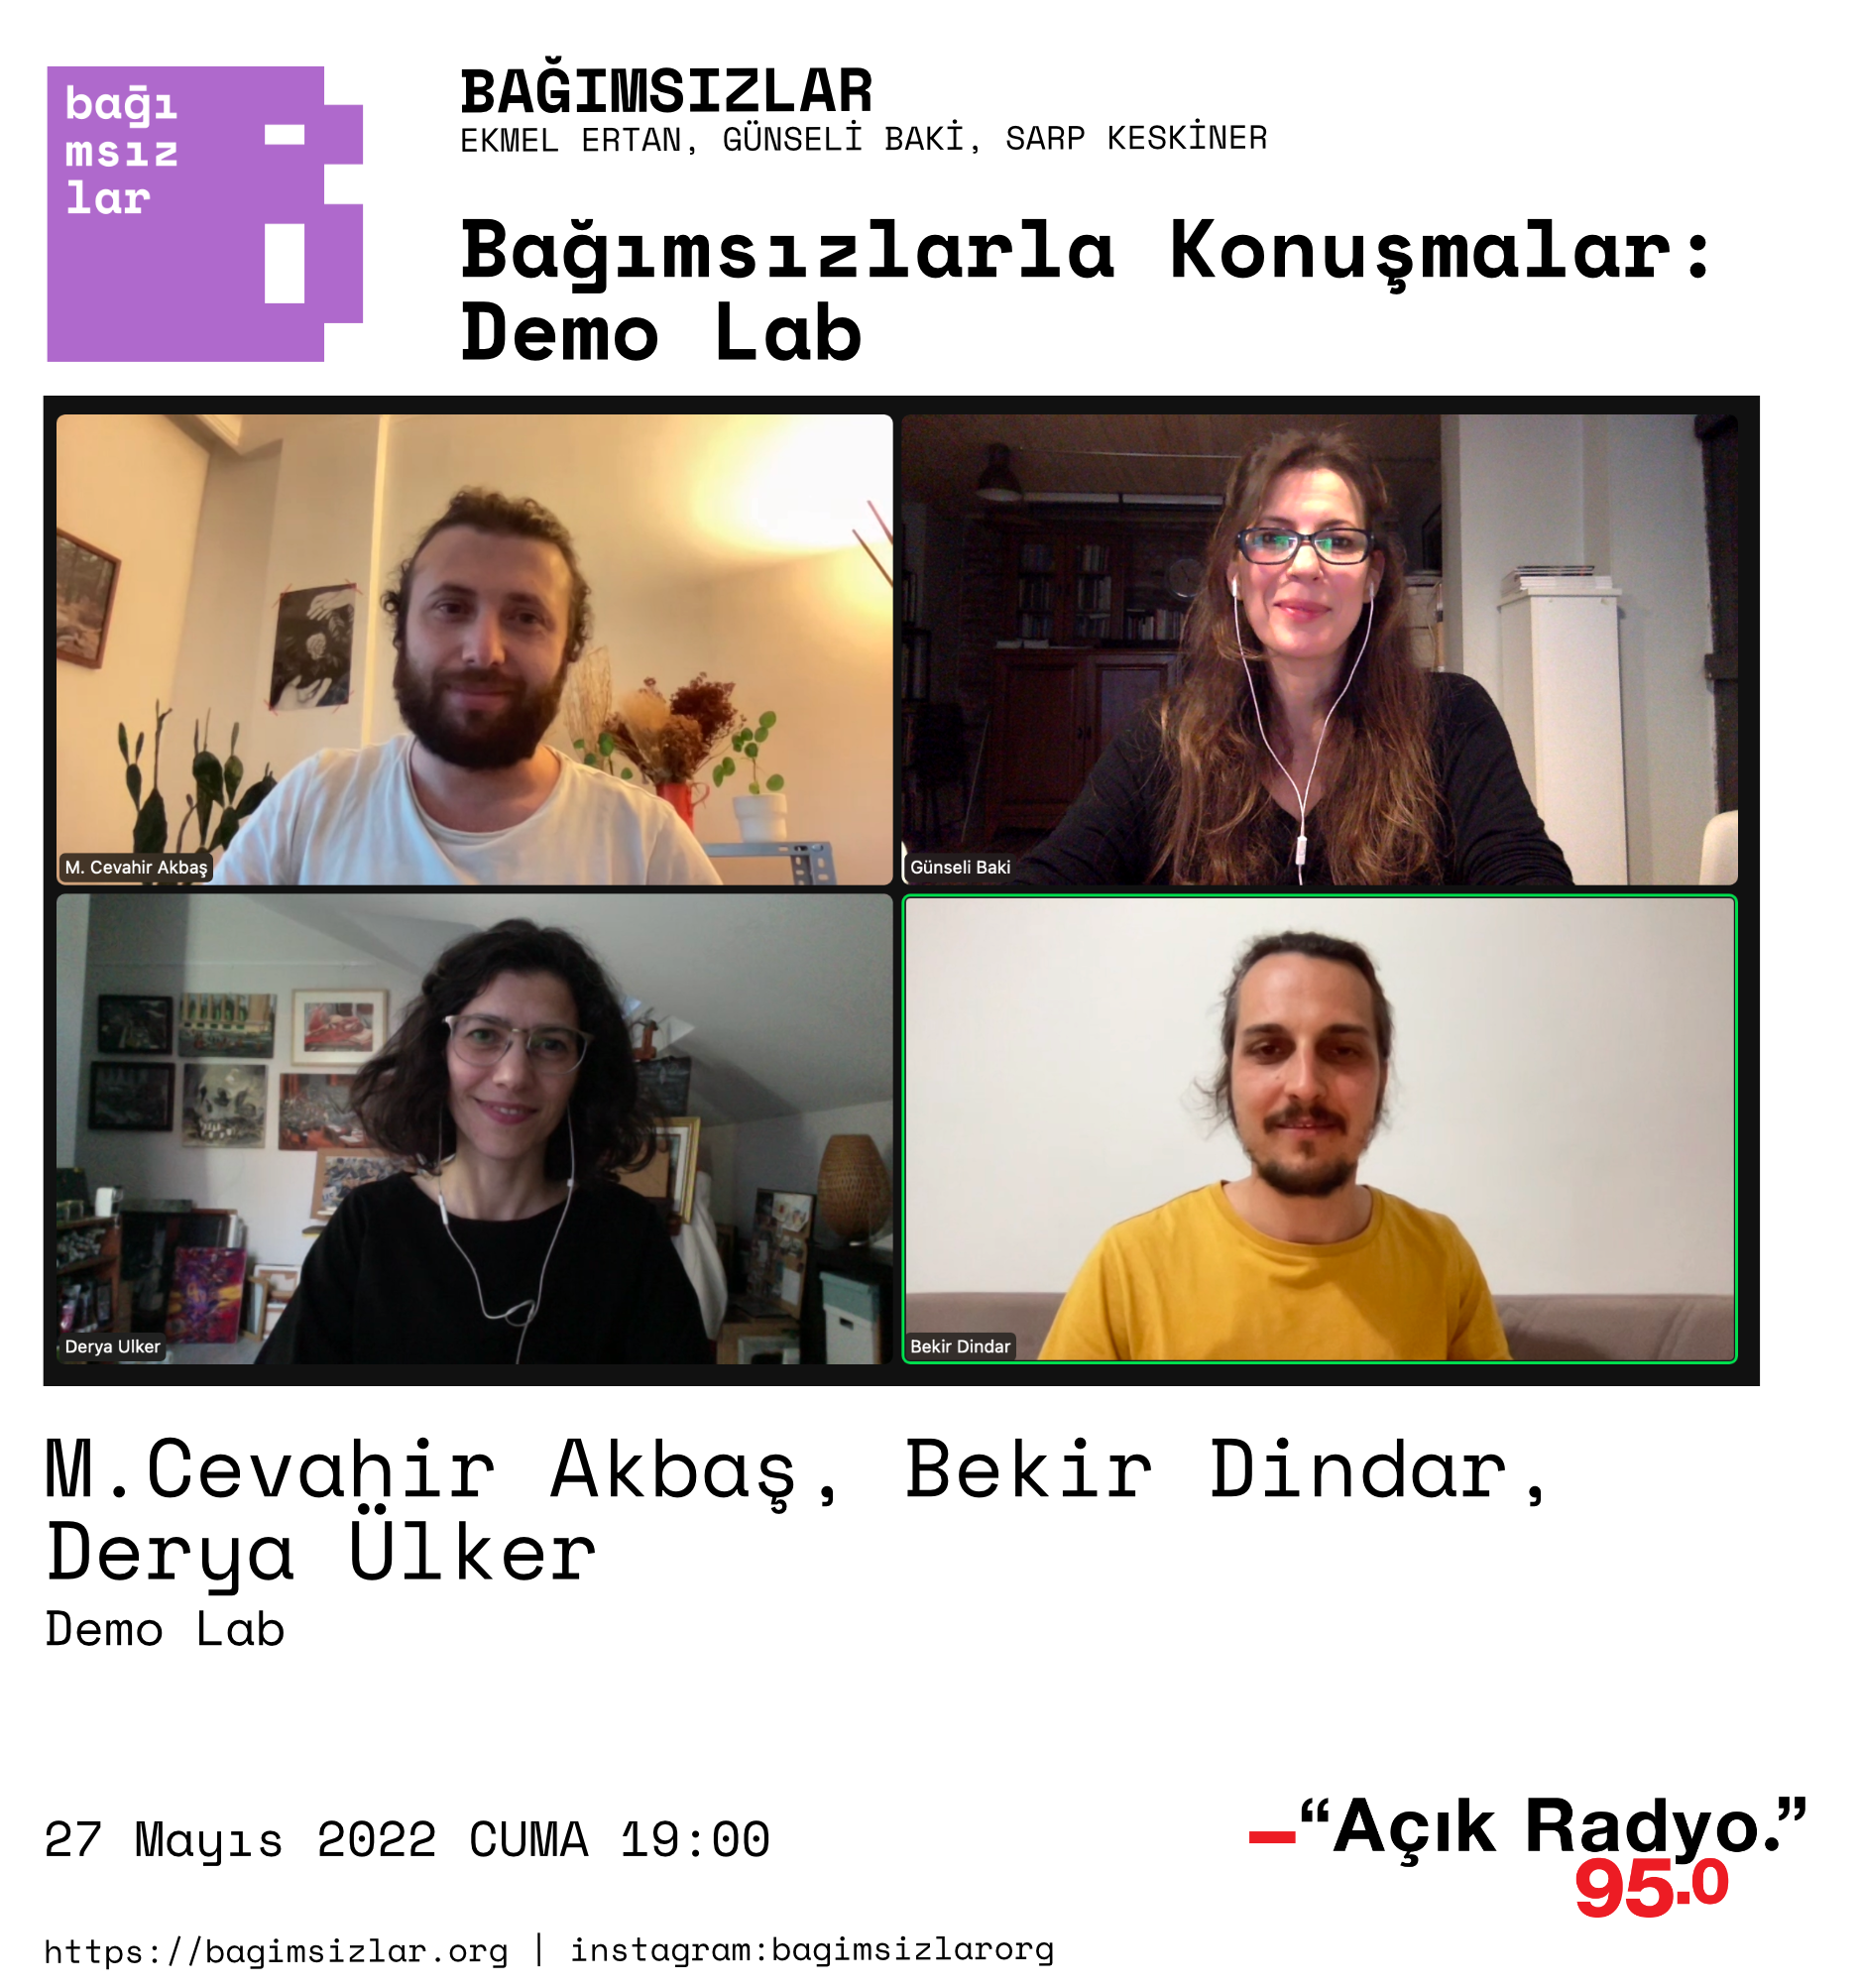 bağı
msız
lar
BAĞIMSIZLAR
EKMEL ERTAN, GÜNSELİ BAKİ, SARP KESKİNER
Bağımsızlarla Konuşmalar:
Demo Lab
M. Cevahir Akbaş
Günseli Baki
Derya Ulker
Bekir Dindar
M.Cevahir Akbaş, Bekir Dindar,
Derya Ülker
Demo Lab
27 Mayıs 2022 CUMA 19:00
“Açık Radyo.”
95.0
https://bagimsizlar.org | instagram:bagimsizlarorg